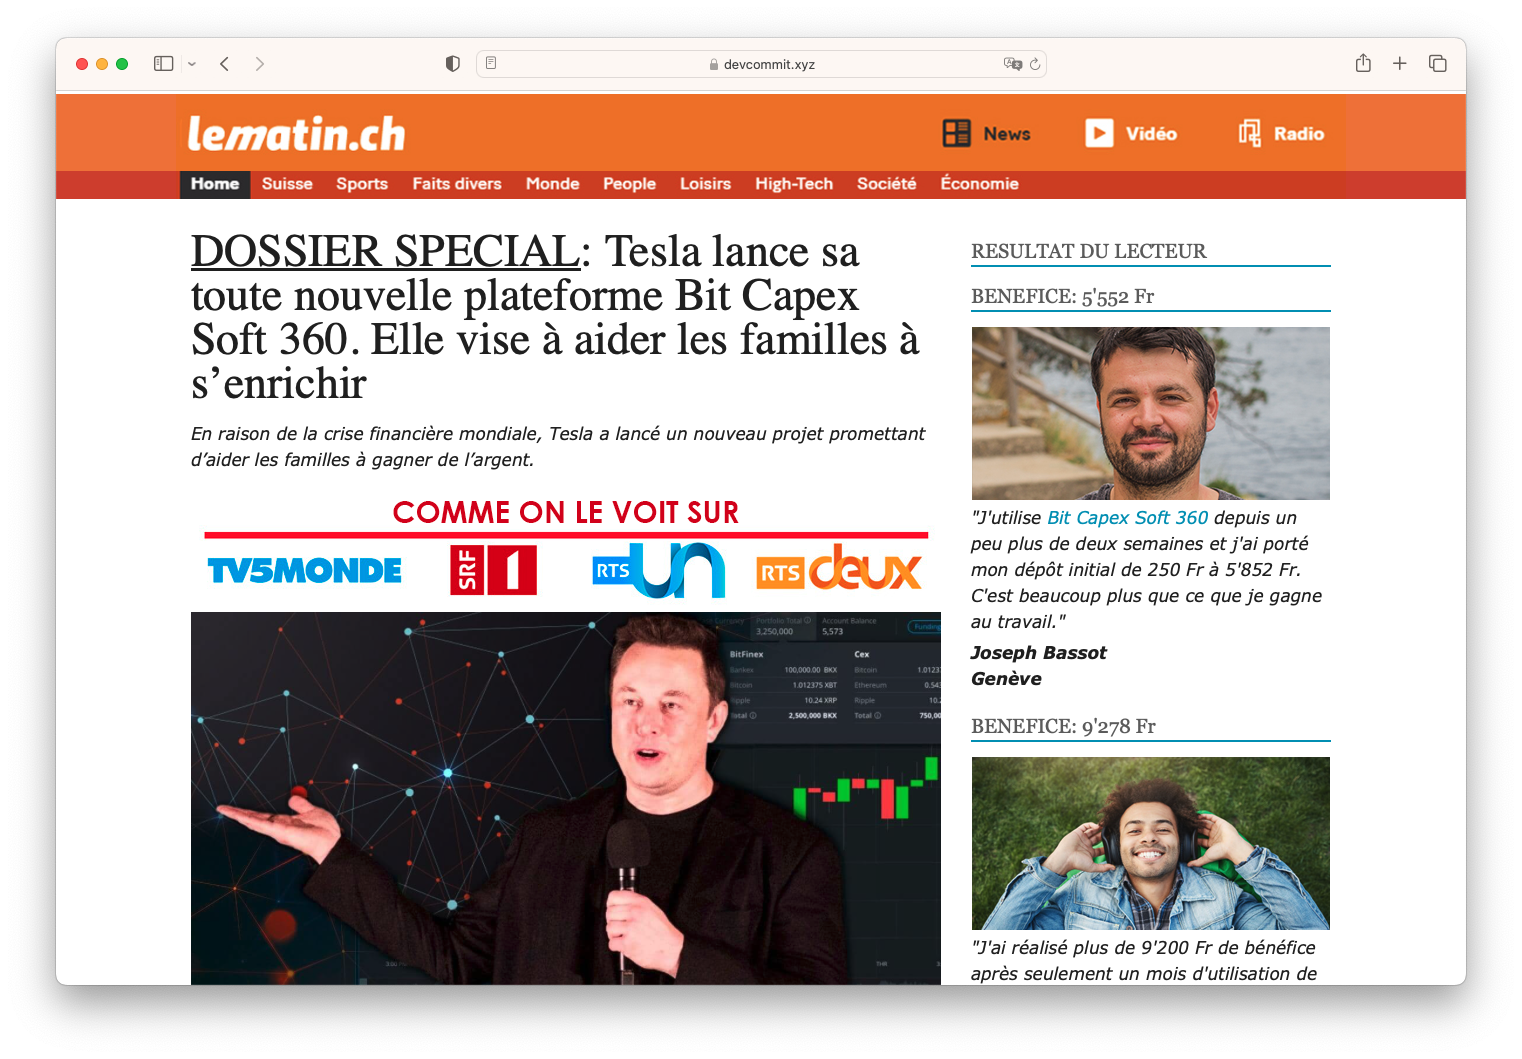 devcommit.xyz
lematin.ch
News
Vidéo
Radio
Home
Suisse
Sports
Faits divers
Monde
People
Loisirs
High-Tech
Société
Économie
DOSSIER SPECIAL: Tesla lance sa
toute nouvelle plateforme Bit Capex
Soft 360. Elle vise à aider les familles à
s’enrichir
En raison de la crise financière mondiale, Tesla a lancé un nouveau projet promettant
d’aider les familles à gagner de l’argent.
COMME ON LE VOIT SUR
TV5MONDE
SRF 1
RTS un
RTS deux
Currency
Portfolio Total
Account Balance
3,250,000
5,573
Funding
BitFinex
Cex
Bankex 100,000.00 BKX
Bitcoin 1.01237
Bitcoin 1.012375 XBT
Ethereum 0.543
Ripple 10.24 XRP
Ripple 10.2
Total 2,500,000 BKX
Total 750,00
3:00
THR
RESULTAT DU LECTEUR
BENEFICE: 5'552 Fr
"J'utilise Bit Capex Soft 360 depuis un
peu plus de deux semaines et j'ai porté
mon dépôt initial de 250 Fr à 5'852 Fr.
C'est beaucoup plus que ce que je gagne
au travail."
Joseph Bassot
Genève
BENEFICE: 9'278 Fr
"J'ai réalisé plus de 9'200 Fr de bénéfice
après seulement un mois d'utilisation de